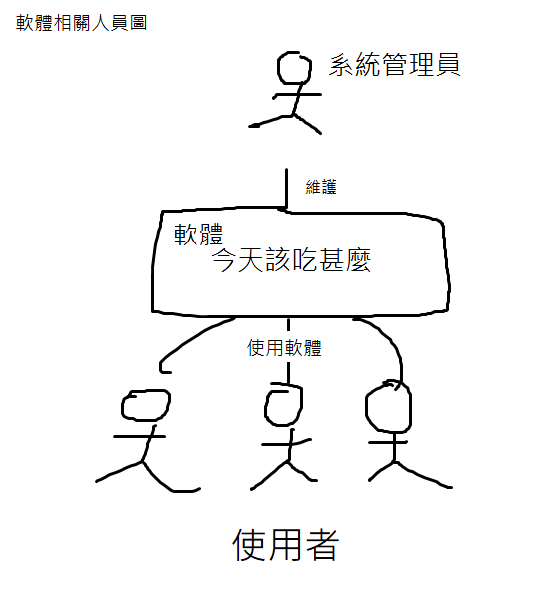 軟體相關人員圖
系統管理員
維護
軟體
今天該吃甚麼
使用軟體
使用者